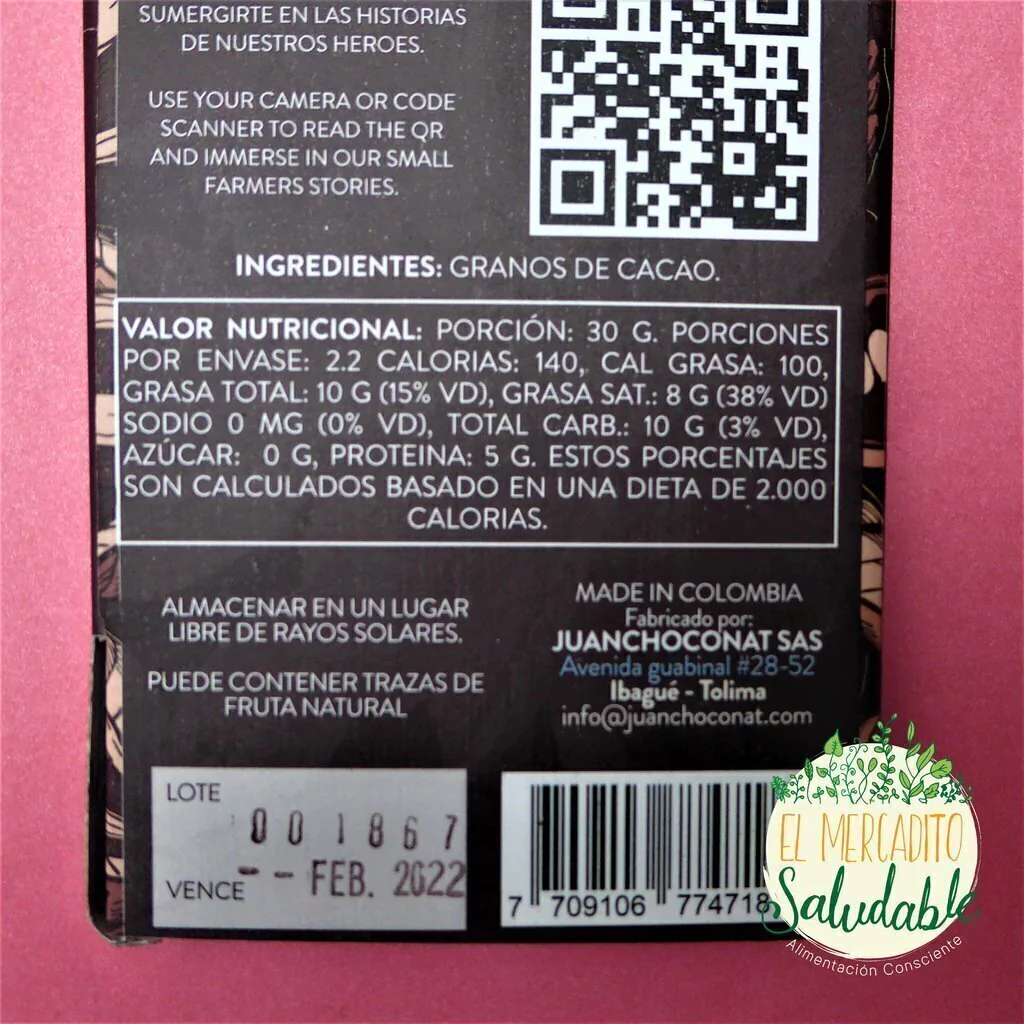 SUMERGIRTE EN LAS HISTORIAS
DE NUESTROS HEROES.
USE YOUR CAMERA OR CODE
SCANNER TO READ THE QR
AND IMMERSE IN OUR SMALL
FARMERS STORIES.
INGREDIENTES: GRANOS DE CACAO.
VALOR NUTRICIONAL: PORCIÓN: 30 G. PORCIONES
POR ENVASE: 2.2 CALORIAS: 140, CAL GRASA: 100,
GRASA TOTAL: 10 G (15% VD), GRASA SAT.: 8 G (38% VD)
SODIO 0 MG (0% VD), TOTAL CARB.: 10 G (3% VD),
AZÚCAR: 0 G, PROTEINA: 5 G. ESTOS PORCENTAJES
SON CALCULADOS BASADO EN UNA DIETA DE 2.000
CALORIAS.
ALMACENAR EN UN LUGAR
LIBRE DE RAYOS SOLARES.
PUEDE CONTENER TRAZAS DE
FRUTA NATURAL
MADE IN COLOMBIA
Fabricado por:
JUANCHOCONAT SAS
Avenida guabinal #28-52
Ibagué - Tolima
info@juanchoconat.com
LOTE
001867
VENCE -- FEB. 2022
7 709106 774718
EL MERCADITO
Saludable
Alimentación Consciente